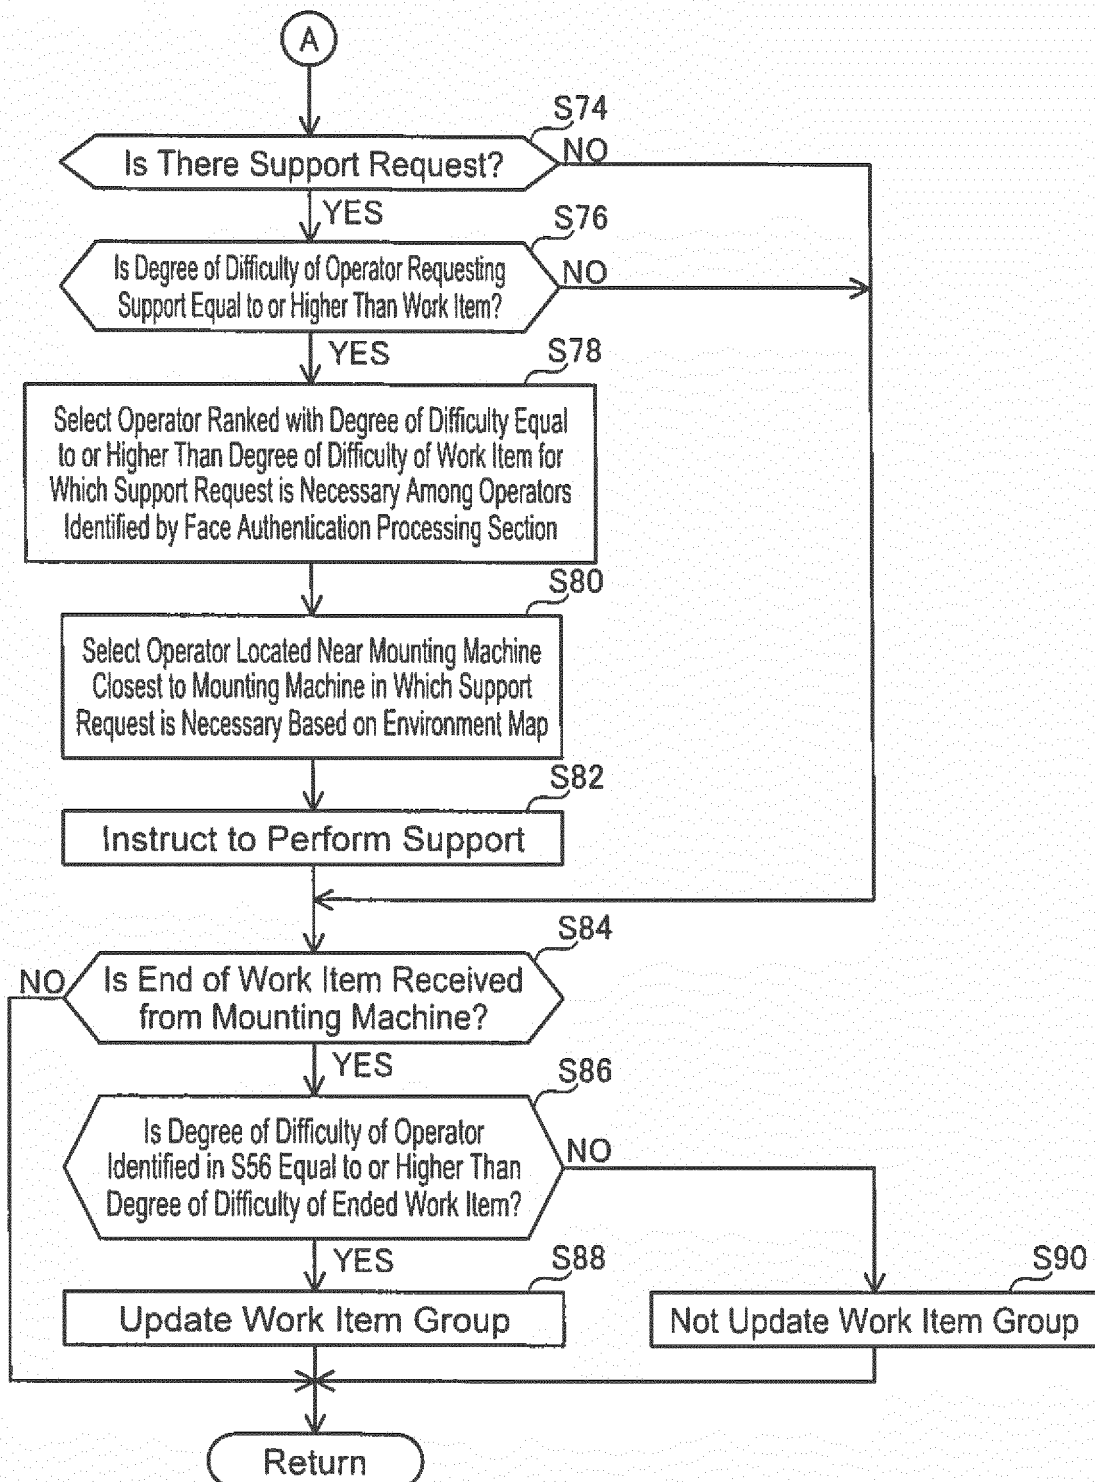 A
S74
Is There Support Request?
NO
YES
S76
Is Degree of Difficulty of Operator Requesting
Support Equal to or Higher Than Work Item?
NO
YES
S78
Select Operator Ranked with Degree of Difficulty Equal
to or Higher Than Degree of Difficulty of Work Item for
Which Support Request is Necessary Among Operators
Identified by Face Authentication Processing Section
S80
Select Operator Located Near Mounting Machine
Closest to Mounting Machine in Which Support
Request is Necessary Based on Environment Map
S82
Instruct to Perform Support
S84
NO
Is End of Work Item Received
from Mounting Machine?
YES
S86
Is Degree of Difficulty of Operator
Identified in S56 Equal to or Higher Than
Degree of Difficulty of Ended Work Item?
NO
YES
S88
Update Work Item Group
S90
Not Update Work Item Group
Return